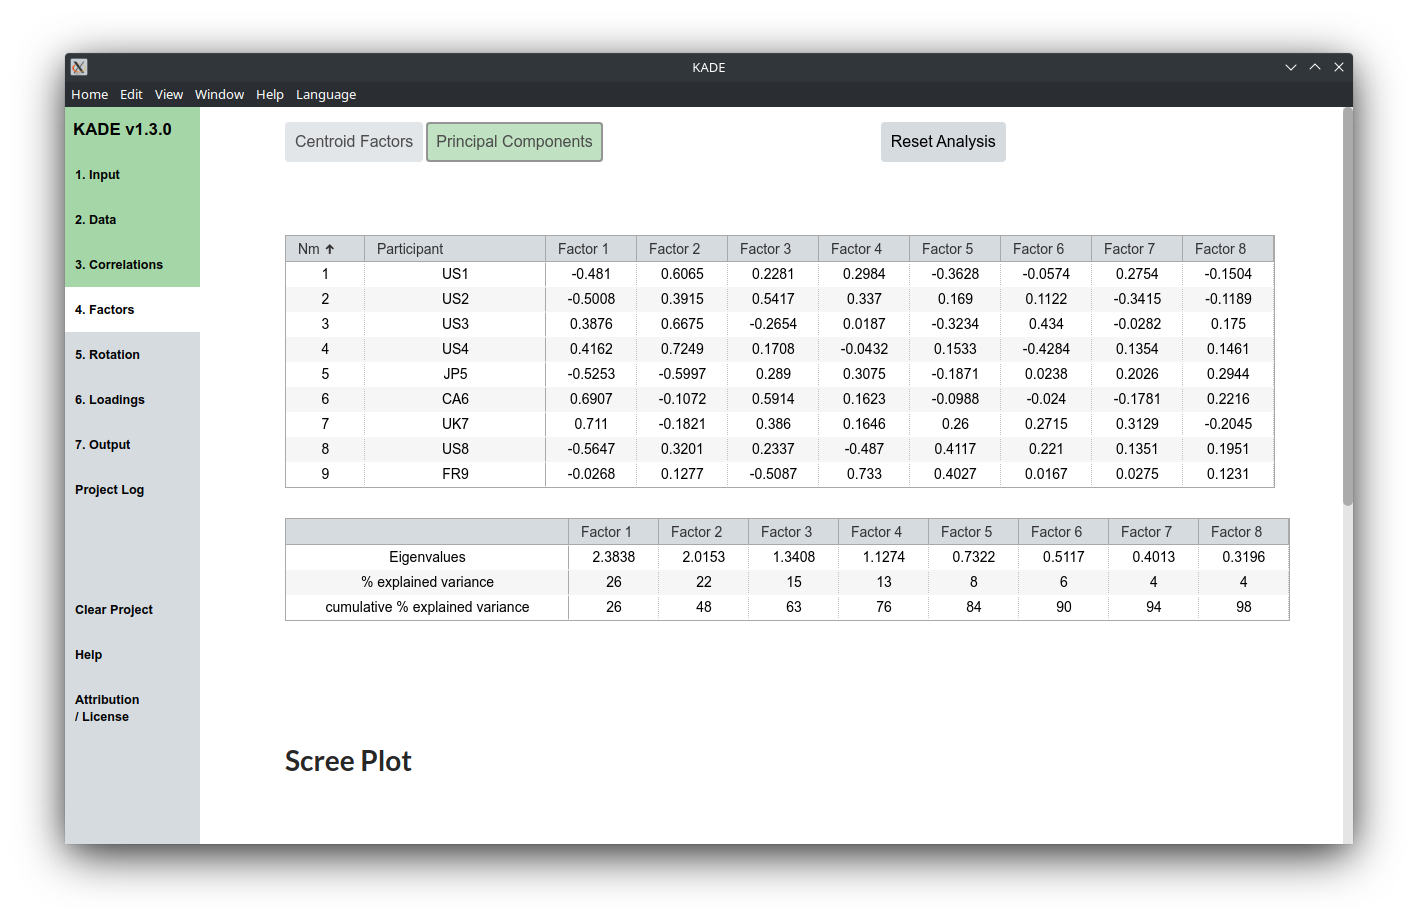 KADE
Home Edit View Window Help Language
KADE v1.3.0
1. Input
2. Data
3. Correlations
4. Factors
5. Rotation
6. Loadings
7. Output
Project Log
Clear Project
Help
Attribution
/ License
Centroid Factors Principal Components Reset Analysis
Nm ↑ Participant Factor 1 Factor 2 Factor 3 Factor 4 Factor 5 Factor 6 Factor 7 Factor 8
1 US1 -0.481 0.6065 0.2281 0.2984 -0.3628 -0.0574 0.2754 -0.1504
2 US2 -0.5008 0.3915 0.5417 0.337 0.169 0.1122 -0.3415 -0.1189
3 US3 0.3876 0.6675 -0.2654 0.0187 -0.3234 0.434 -0.0282 0.175
4 US4 0.4162 0.7249 0.1708 -0.0432 0.1533 -0.4284 0.1354 0.1461
5 JP5 -0.5253 -0.5997 0.289 0.3075 -0.1871 0.0238 0.2026 0.2944
6 CA6 0.6907 -0.1072 0.5914 0.1623 -0.0988 -0.024 -0.1781 0.2216
7 UK7 0.711 -0.1821 0.386 0.1646 0.26 0.2715 0.3129 -0.2045
8 US8 -0.5647 0.3201 0.2337 -0.487 0.4117 0.221 0.1351 0.1951
9 FR9 -0.0268 0.1277 -0.5087 0.733 0.4027 0.0167 0.0275 0.1231
Factor 1 Factor 2 Factor 3 Factor 4 Factor 5 Factor 6 Factor 7 Factor 8
Eigenvalues 2.3838 2.0153 1.3408 1.1274 0.7322 0.5117 0.4013 0.3196
% explained variance 26 22 15 13 8 6 4 4
cumulative % explained variance 26 48 63 76 84 90 94 98
Scree Plot